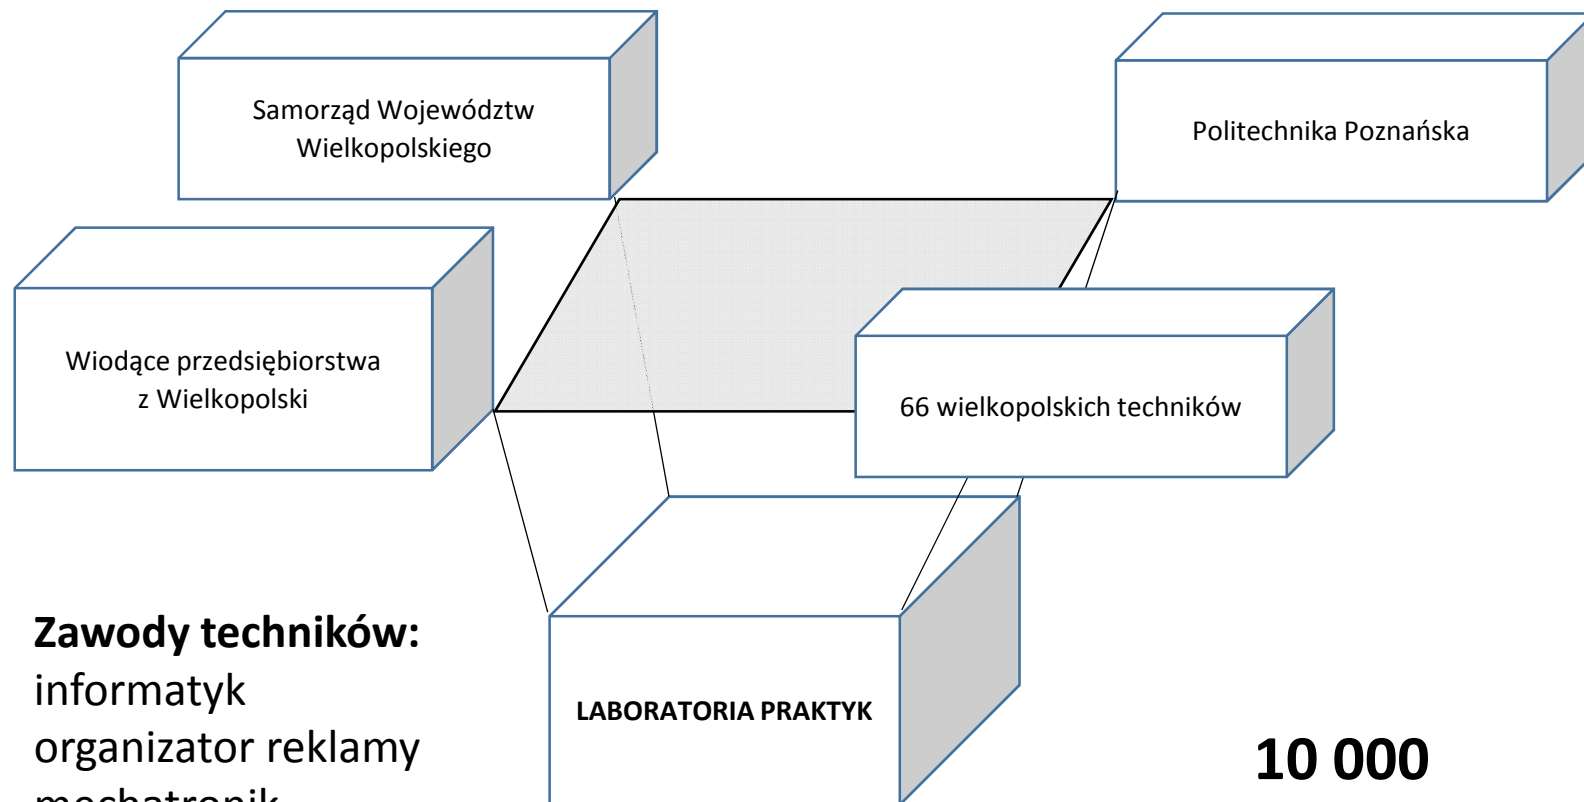 Samorząd Województw
Wielkopolskiego
Politechnika Poznańska
Wiodące przedsiębiorstwa
z Wielkopolski
66 wielkopolskich techników
LABORATORIA PRAKTYK
Zawody techników:
informatyk
organizator reklamy
mechatronik
10 000